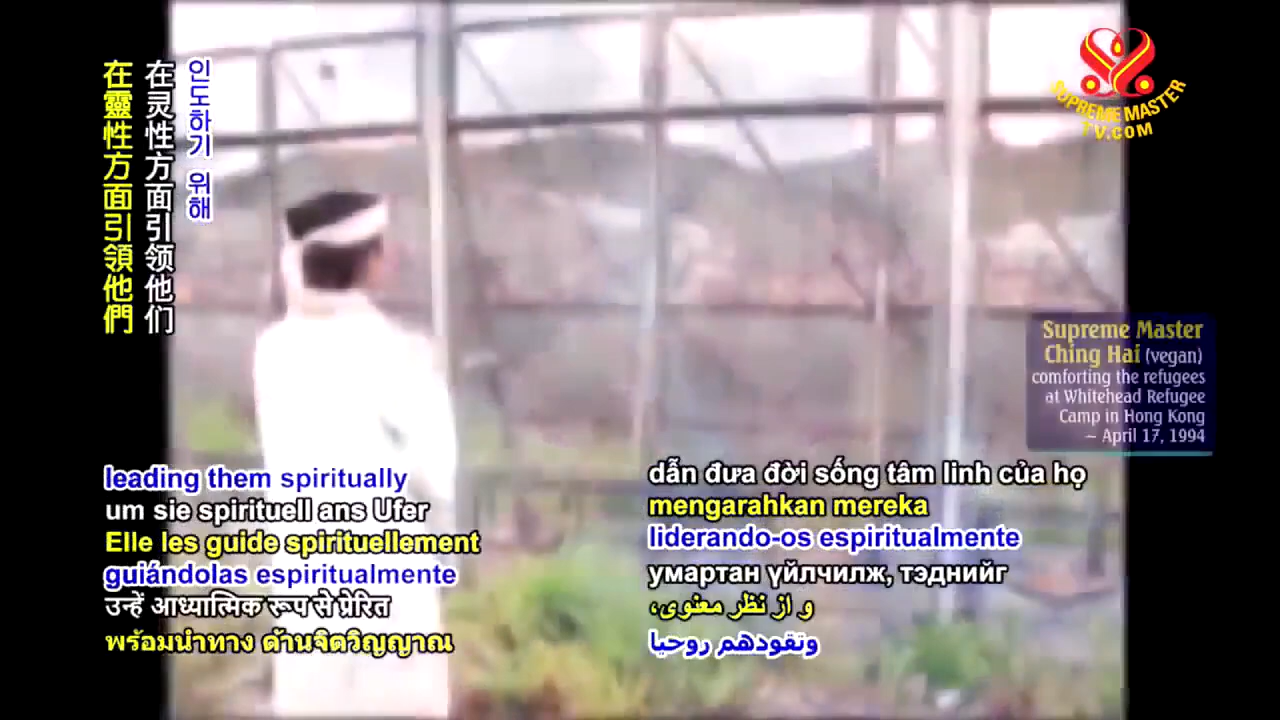 在靈性方面引領他們
在灵性方面引领他们
인도하기 위해
SUPREME MASTER
TV.COM
Supreme Master
Ching Hai (vegan)
comforting the refugees
at Whitehead Refugee
Camp in Hong Kong
~ April 17, 1994
leading them spiritually
um sie spirituell ans Ufer
Elle les guide spirituellement
guiándolas espiritualmente
उन्हें आध्यात्मिक रूप से प्रेरित
พร้อมนำทาง ด้านจิตวิญญาณ
dẫn đưa đời sống tâm linh của họ
mengarahkan mereka
liderando-os espiritualmente
умартан үйлчилж, тэднийг
و از نظر معنوی،
وتقودهم روحيا